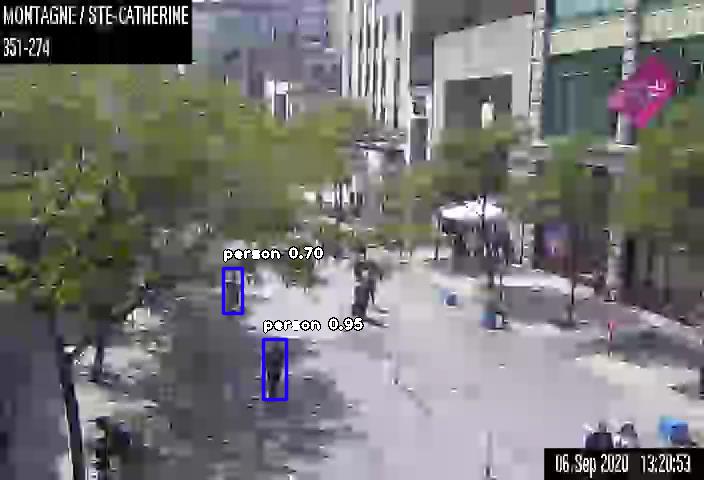 MONTAGNE / STE-CATHERINE
351-274
person 0.70
person 0.95
06 Sep 2020 13:20:53